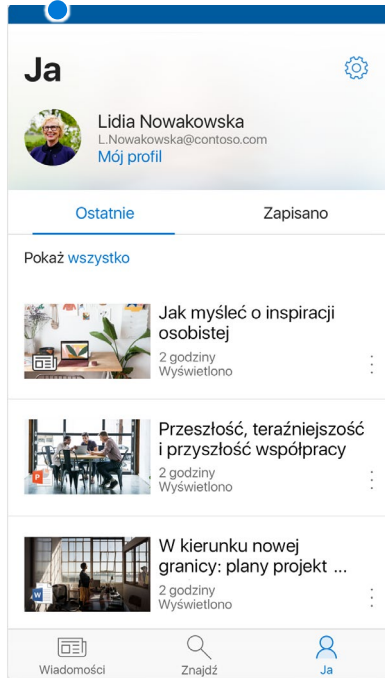 Ja
Lidia Nowakowska
L.Nowakowska@contoso.com
Mój profil
Ostatnie
Zapisano
Pokaż wszystko
Jak myśleć o inspiracji
osobistej
2 godziny
Wyświetlono
Przeszłość, teraźniejszość
i przyszłość współpracy
2 godziny
Wyświetlono
W kierunku nowej
granicy: plany projekt ...
2 godziny
Wyświetlono
Wiadomości
Znajdź
Ja